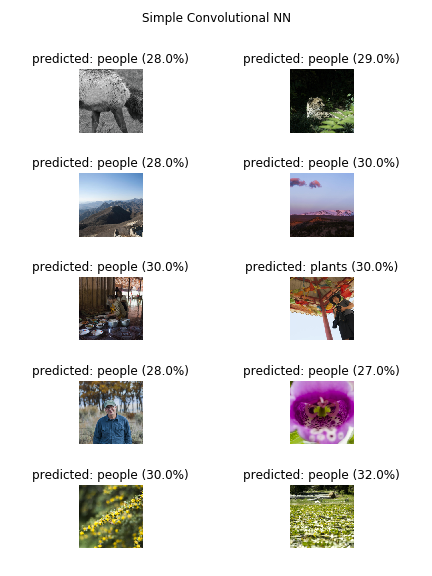 Simple Convolutional NN
predicted: people (28.0%)
predicted: people (29.0%)
predicted: people (28.0%)
predicted: people (30.0%)
predicted: people (30.0%)
predicted: plants (30.0%)
predicted: people (28.0%)
predicted: people (27.0%)
predicted: people (30.0%)
predicted: people (32.0%)